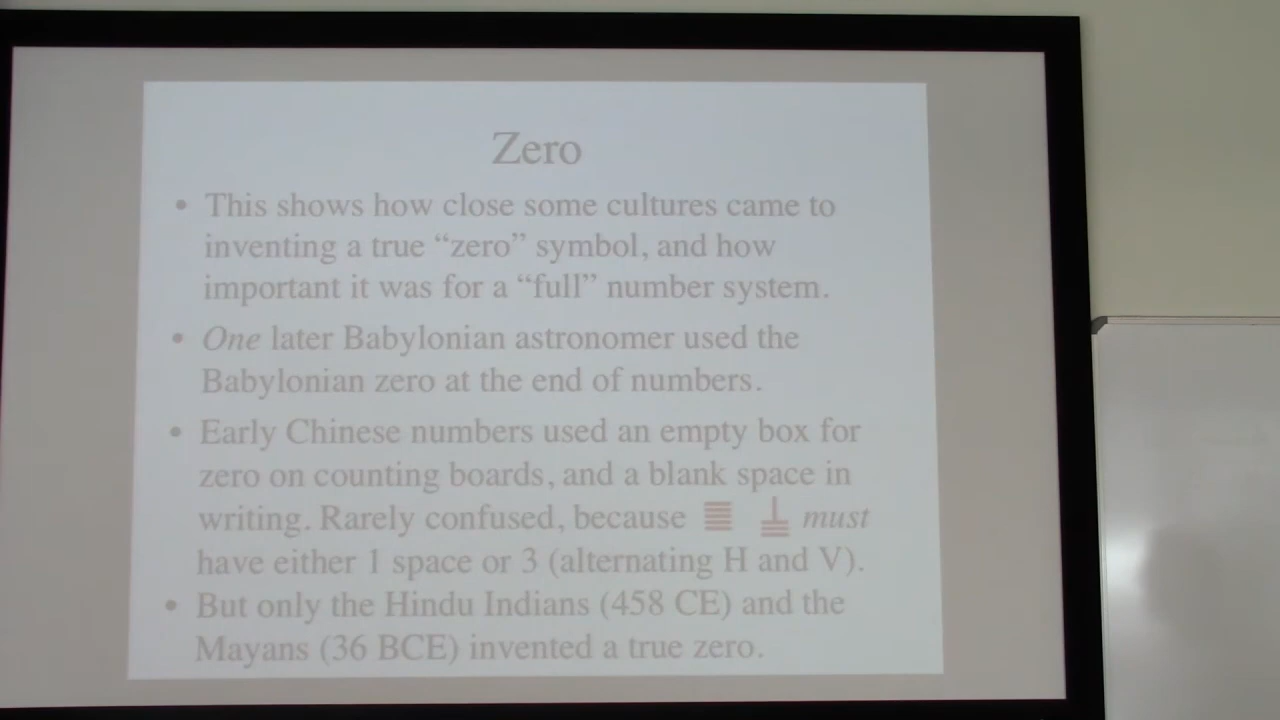 Zero
• This shows how close some cultures came to
inventing a true “zero” symbol, and how
important it was for a “full” number system.
• One later Babylonian astronomer used the
Babylonian zero at the end of numbers.
• Early Chinese numbers used an empty box for
zero on counting boards, and a blank space in
writing. Rarely confused, because must
have either 1 space or 3 (alternating H and V).
• But only the Hindu Indians (458 CE) and the
Mayans (36 BCE) invented a true zero.